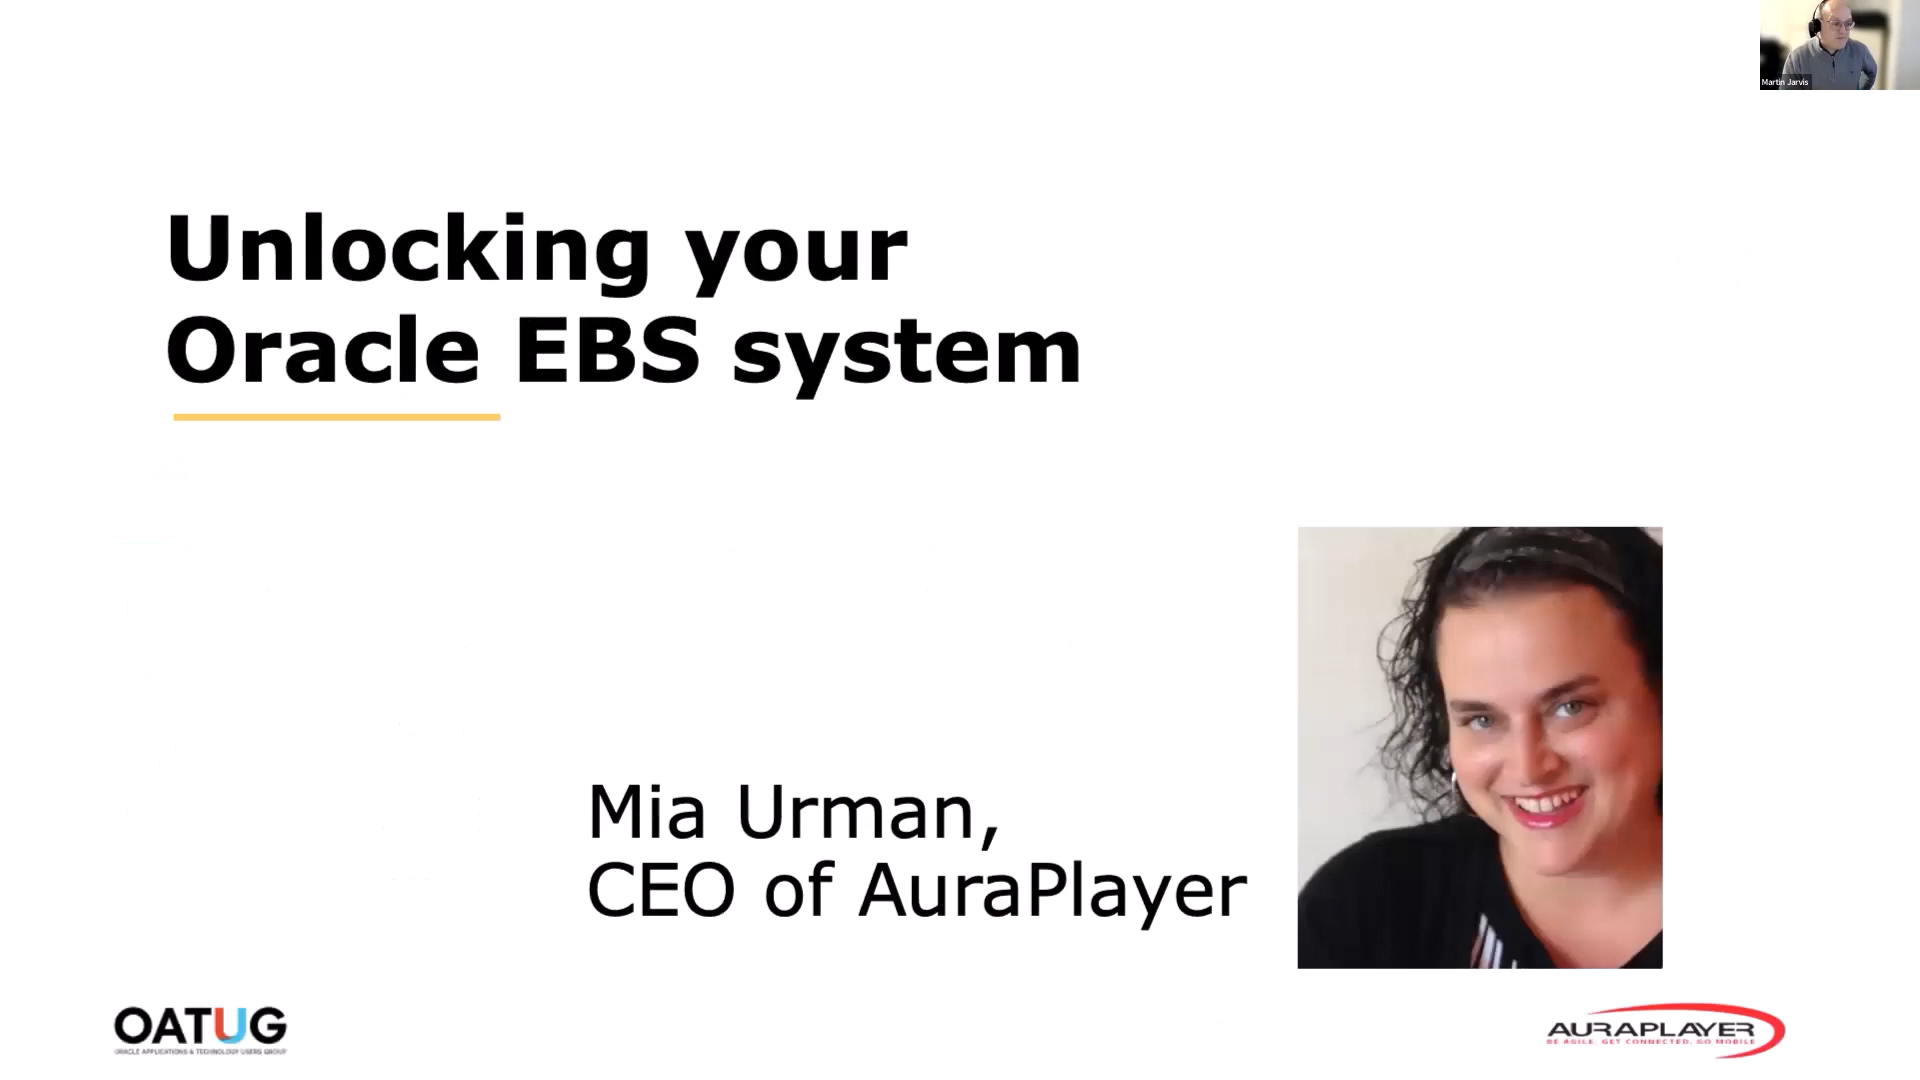 Martin Jarvis
Unlocking your
Oracle EBS system
Mia Urman,
CEO of AuraPlayer
OATUG
ORACLE APPLICATIONS & TECHNOLOGY USERS GROUP
AURAPLAYER
BE AGILE. GET CONNECTED. GO MOBILE